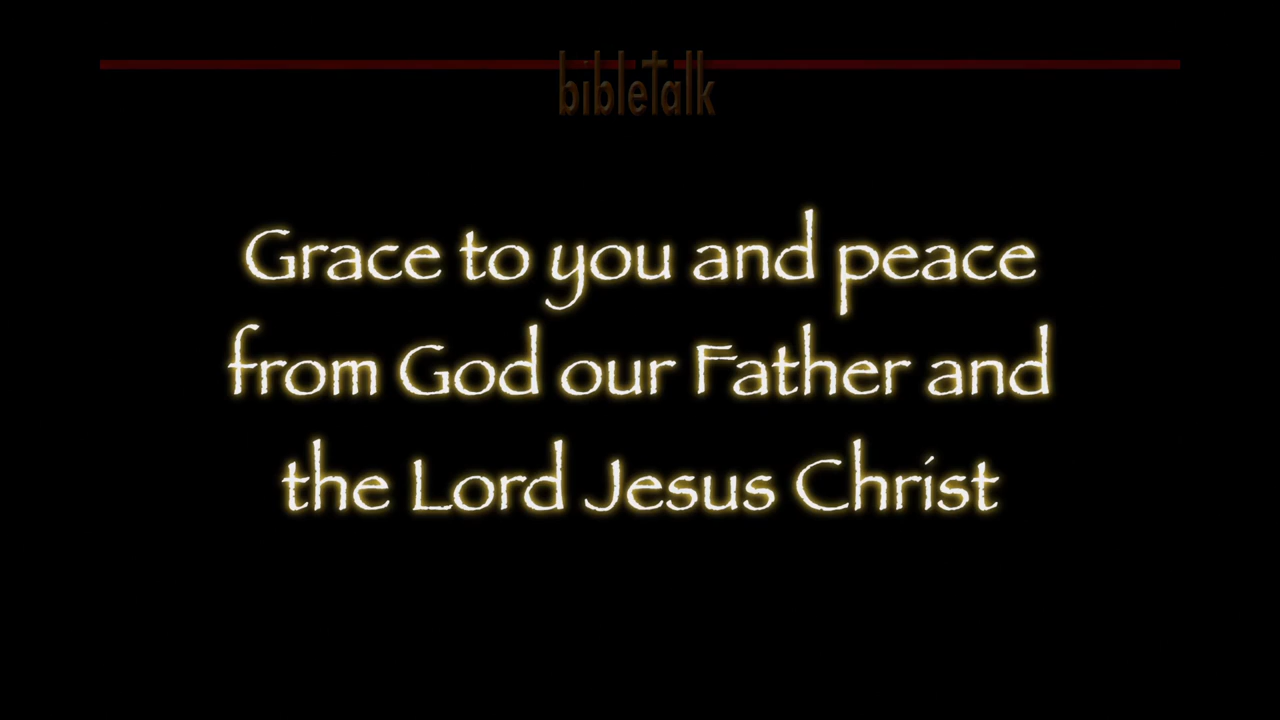 bibleTalk
Grace to you and peace
from God our Father and
the Lord Jesus Christ